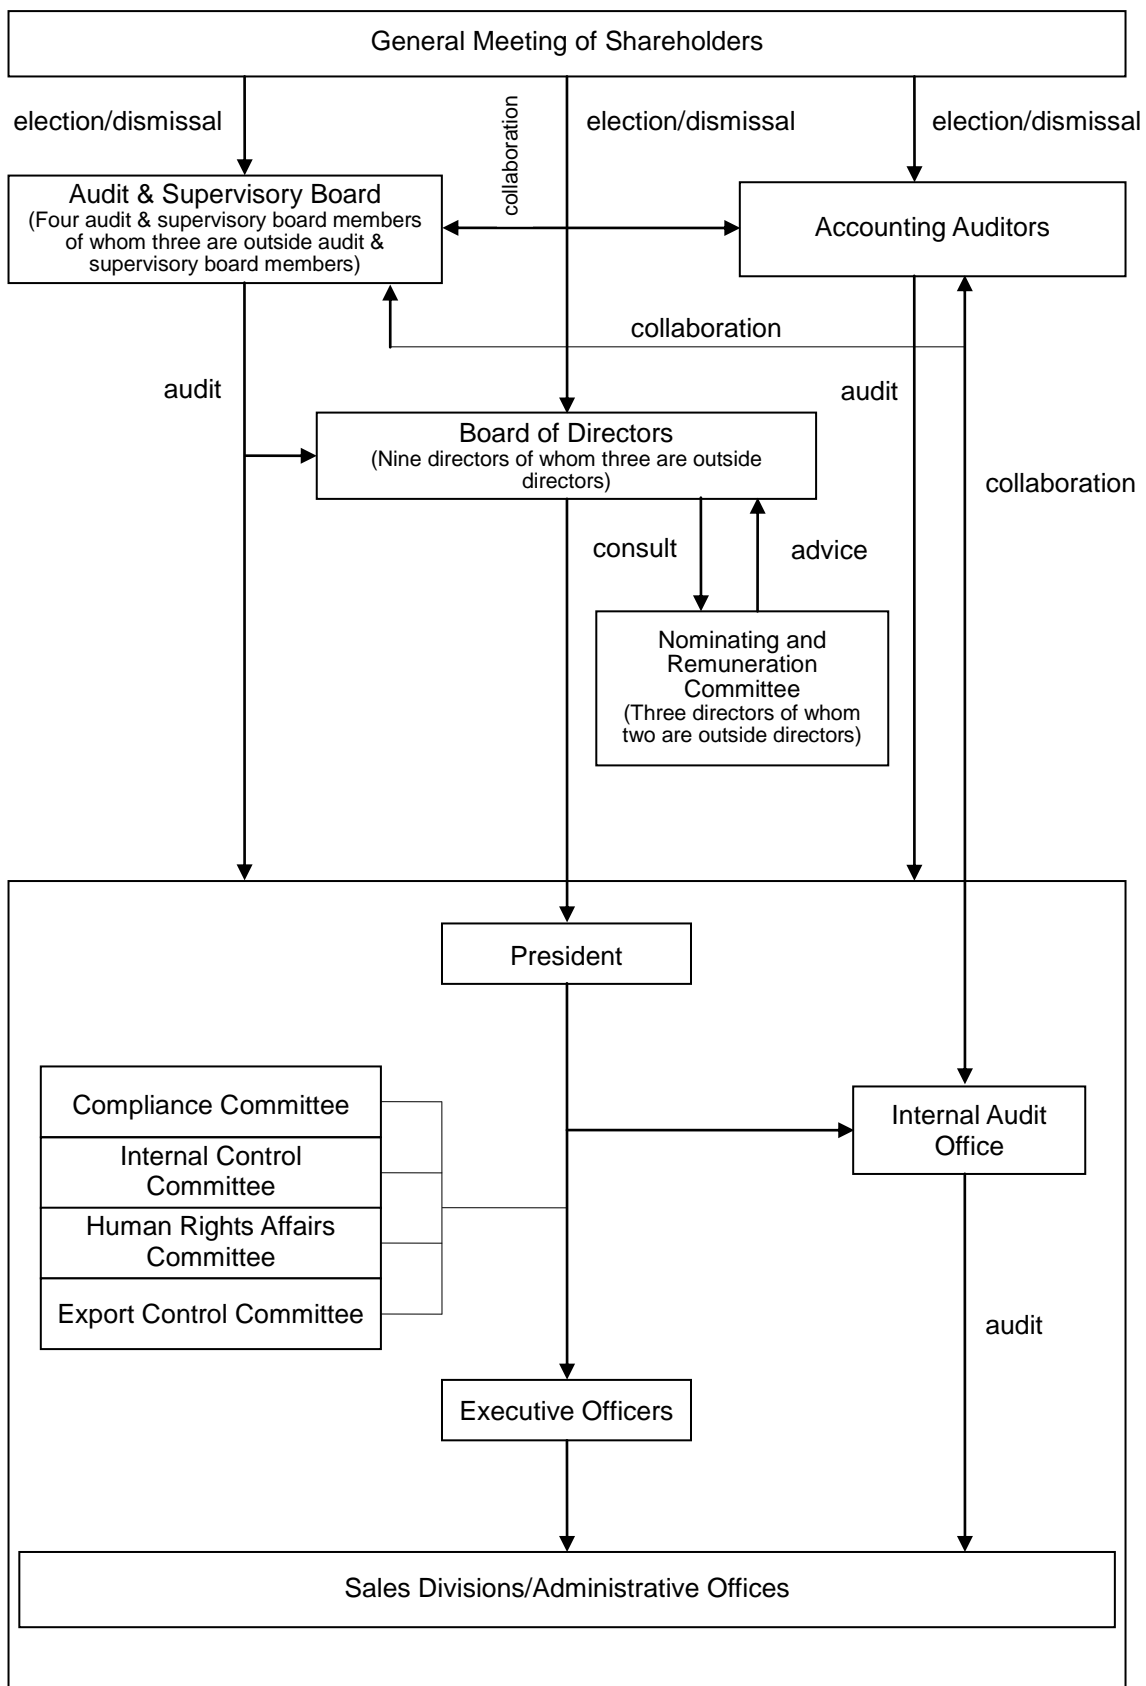 General Meeting of Shareholders
election/dismissal
collaboration
election/dismissal
election/dismissal
Audit & Supervisory Board
(Four audit & supervisory board members
of whom three are outside audit &
supervisory board members)
Accounting Auditors
collaboration
audit
audit
Board of Directors
(Nine directors of whom three are outside
directors)
collaboration
consult
advice
Nominating and
Remuneration
Committee
(Three directors of whom
two are outside directors)
President
Compliance Committee
Internal Control
Committee
Human Rights Affairs
Committee
Export Control Committee
Internal Audit
Office
audit
Executive Officers
Sales Divisions/Administrative Offices